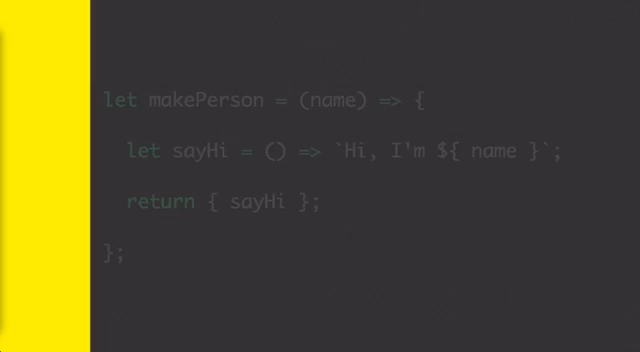 let makePerson = (name) => {
let sayHi = () => `Hi, I'm ${ name }`;
return { sayHi };
};